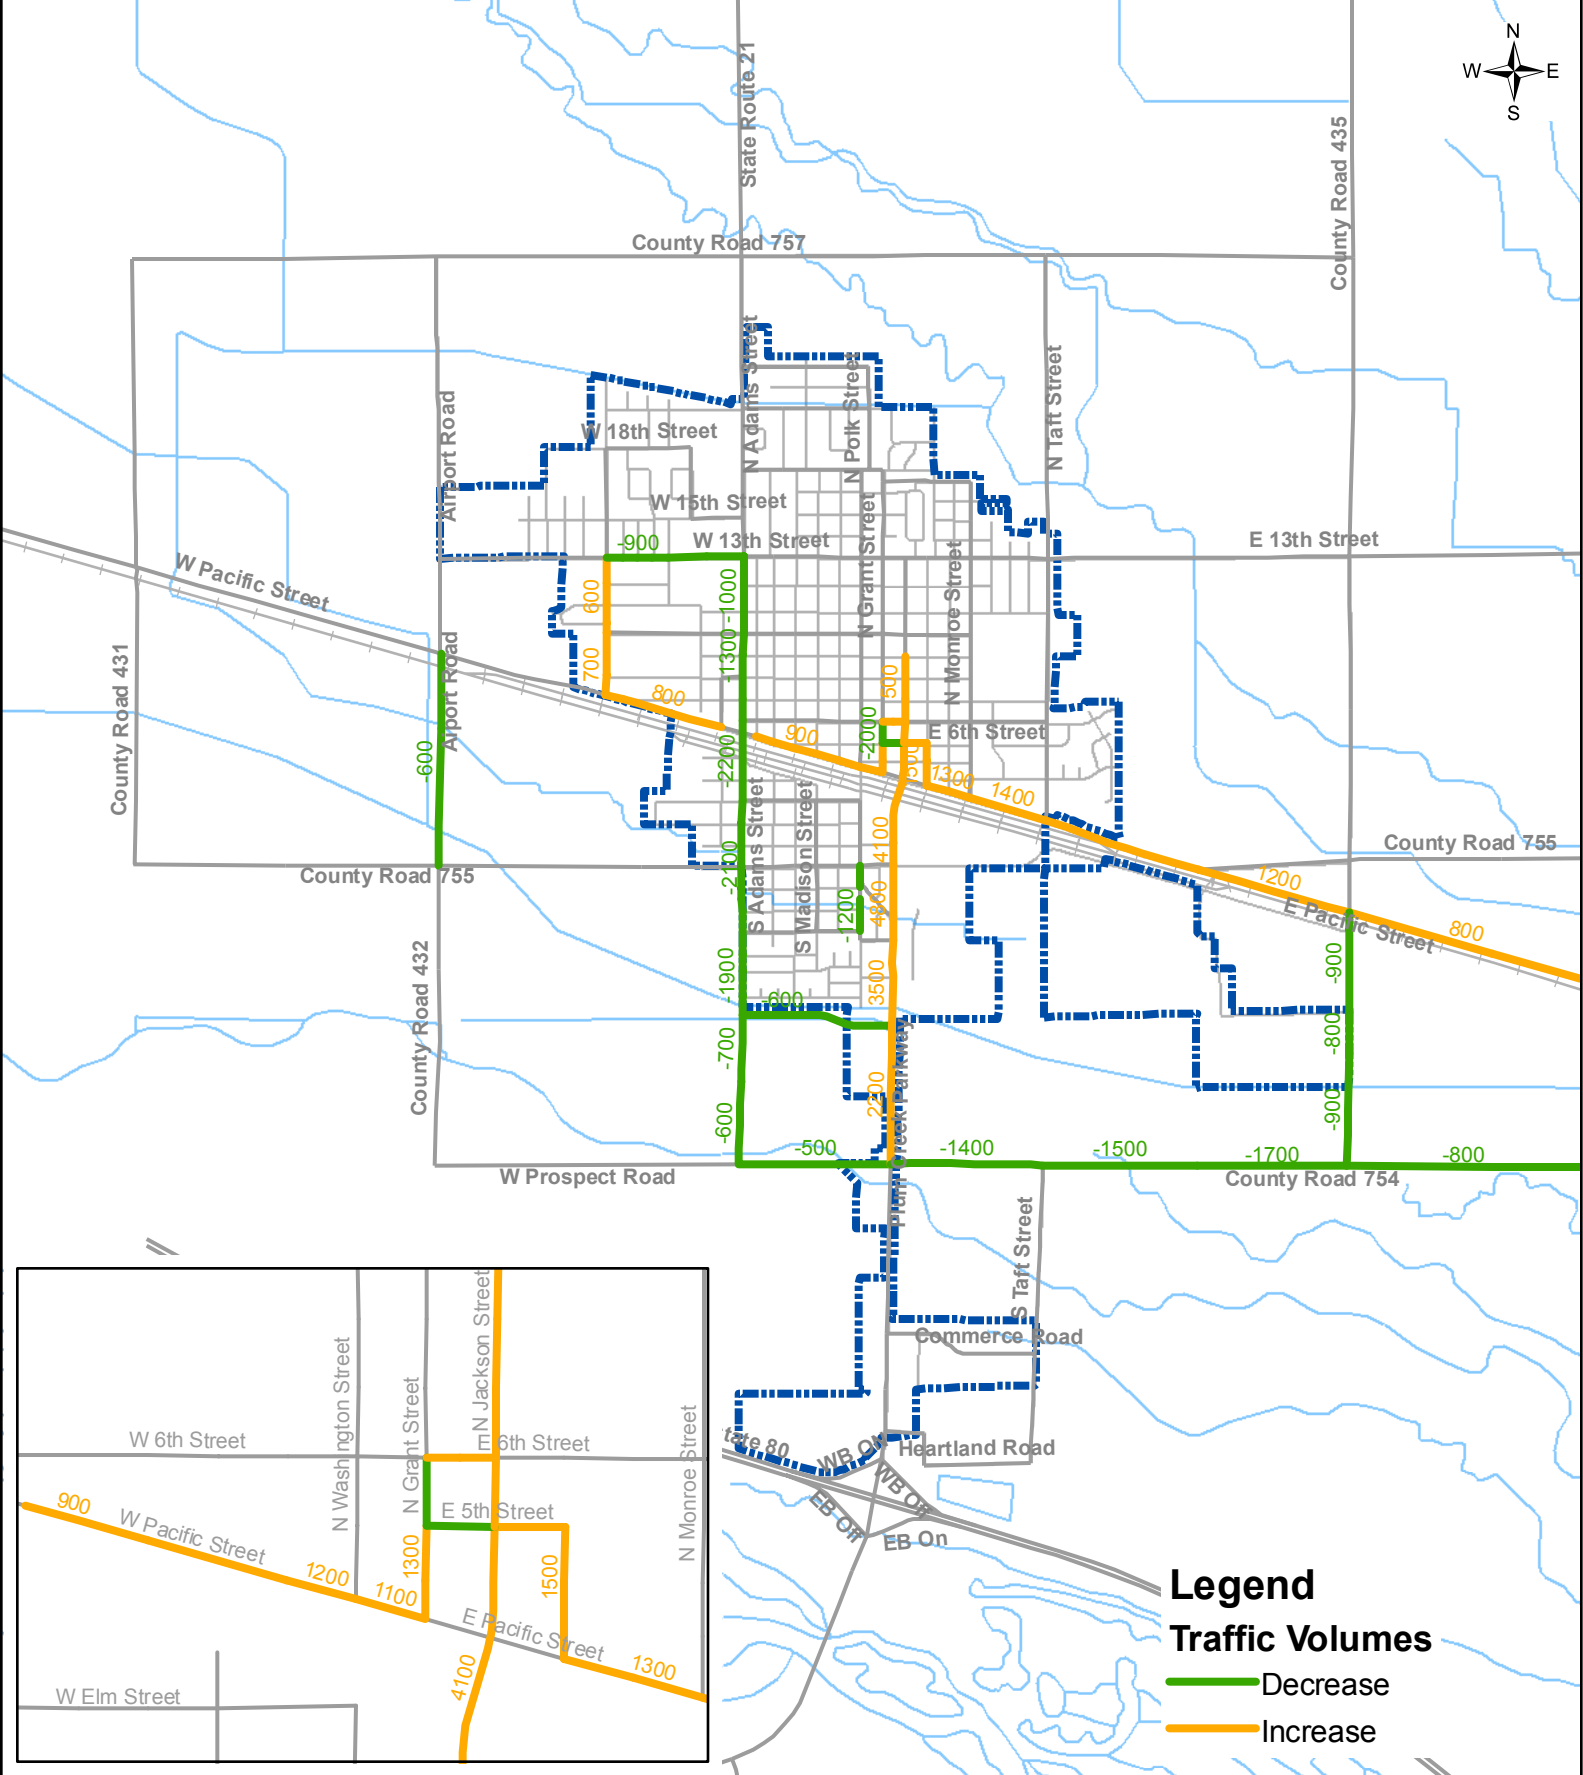 N
W E
S
State Route 21
County Road 435
County Road 757
N Adams Street
N Polk Street
N Taft Street
Airport Road
W 18th Street
W 15th Street
N Grant Street
-900
W 13th Street
E 13th Street
W Pacific Street
600
-1000
N Monroe Street
700
-1300
County Road 431
Airport Road
800
500
-600
900
-2000
E 6th Street
-2200
500
1300
1400
S Adams Street
S Madison Street
4100
County Road 755
County Road 755
-2100
1200
4800
-1200
E Pacific Street
800
County Road 432
-1900
3500
-900
-600
-700
-800
2200
Plum Creek Parkway
-600
-900
-500
-1400
-1500
-1700
-800
W Prospect Road
County Road 754
S Taft Street
Commerce Road
tate 80
WB ON
Heartland Road
WB Off
EB Off
EB On
N Jackson Street
N Washington Street
N Grant Street
N Monroe Street
W 6th Street
E 6th Street
900
W Pacific Street
E 5th Street
1300
1500
1200
1100
E Pacific Street
1300
4100
W Elm Street
Legend
Traffic Volumes
Decrease
Increase